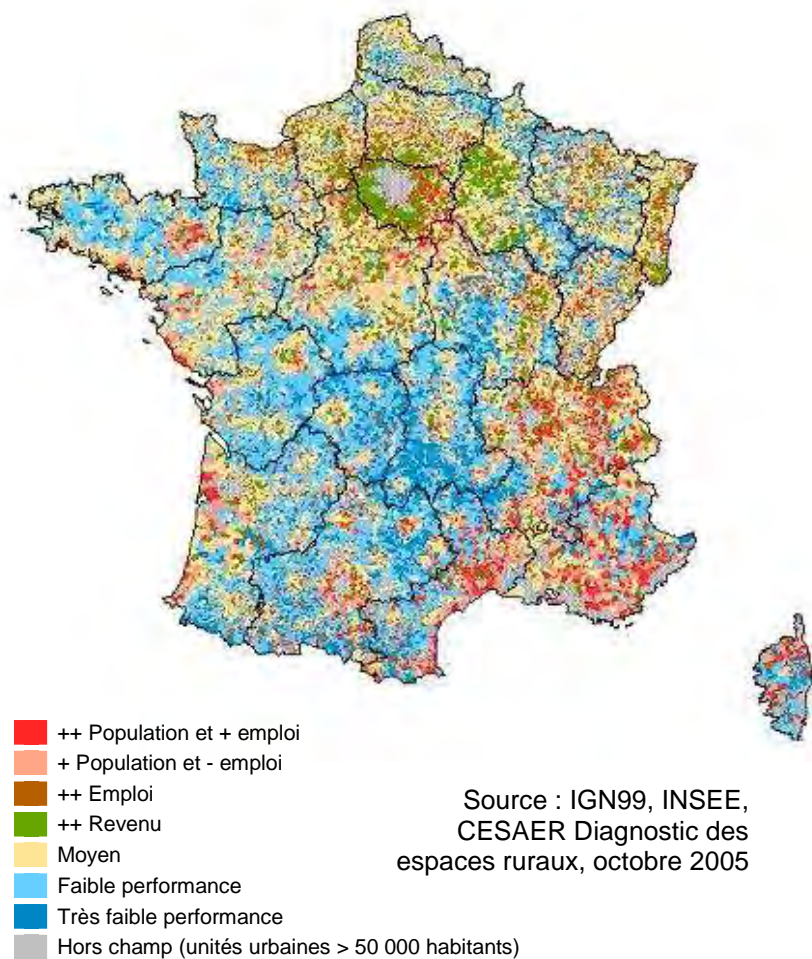 ++ Population et + emploi
+ Population et - emploi
++ Emploi
++ Revenu
Moyen
Faible performance
Très faible performance
Hors champ (unités urbaines > 50 000 habitants)
Source : IGN99, INSEE,
CESAER Diagnostic des
espaces ruraux, octobre 2005